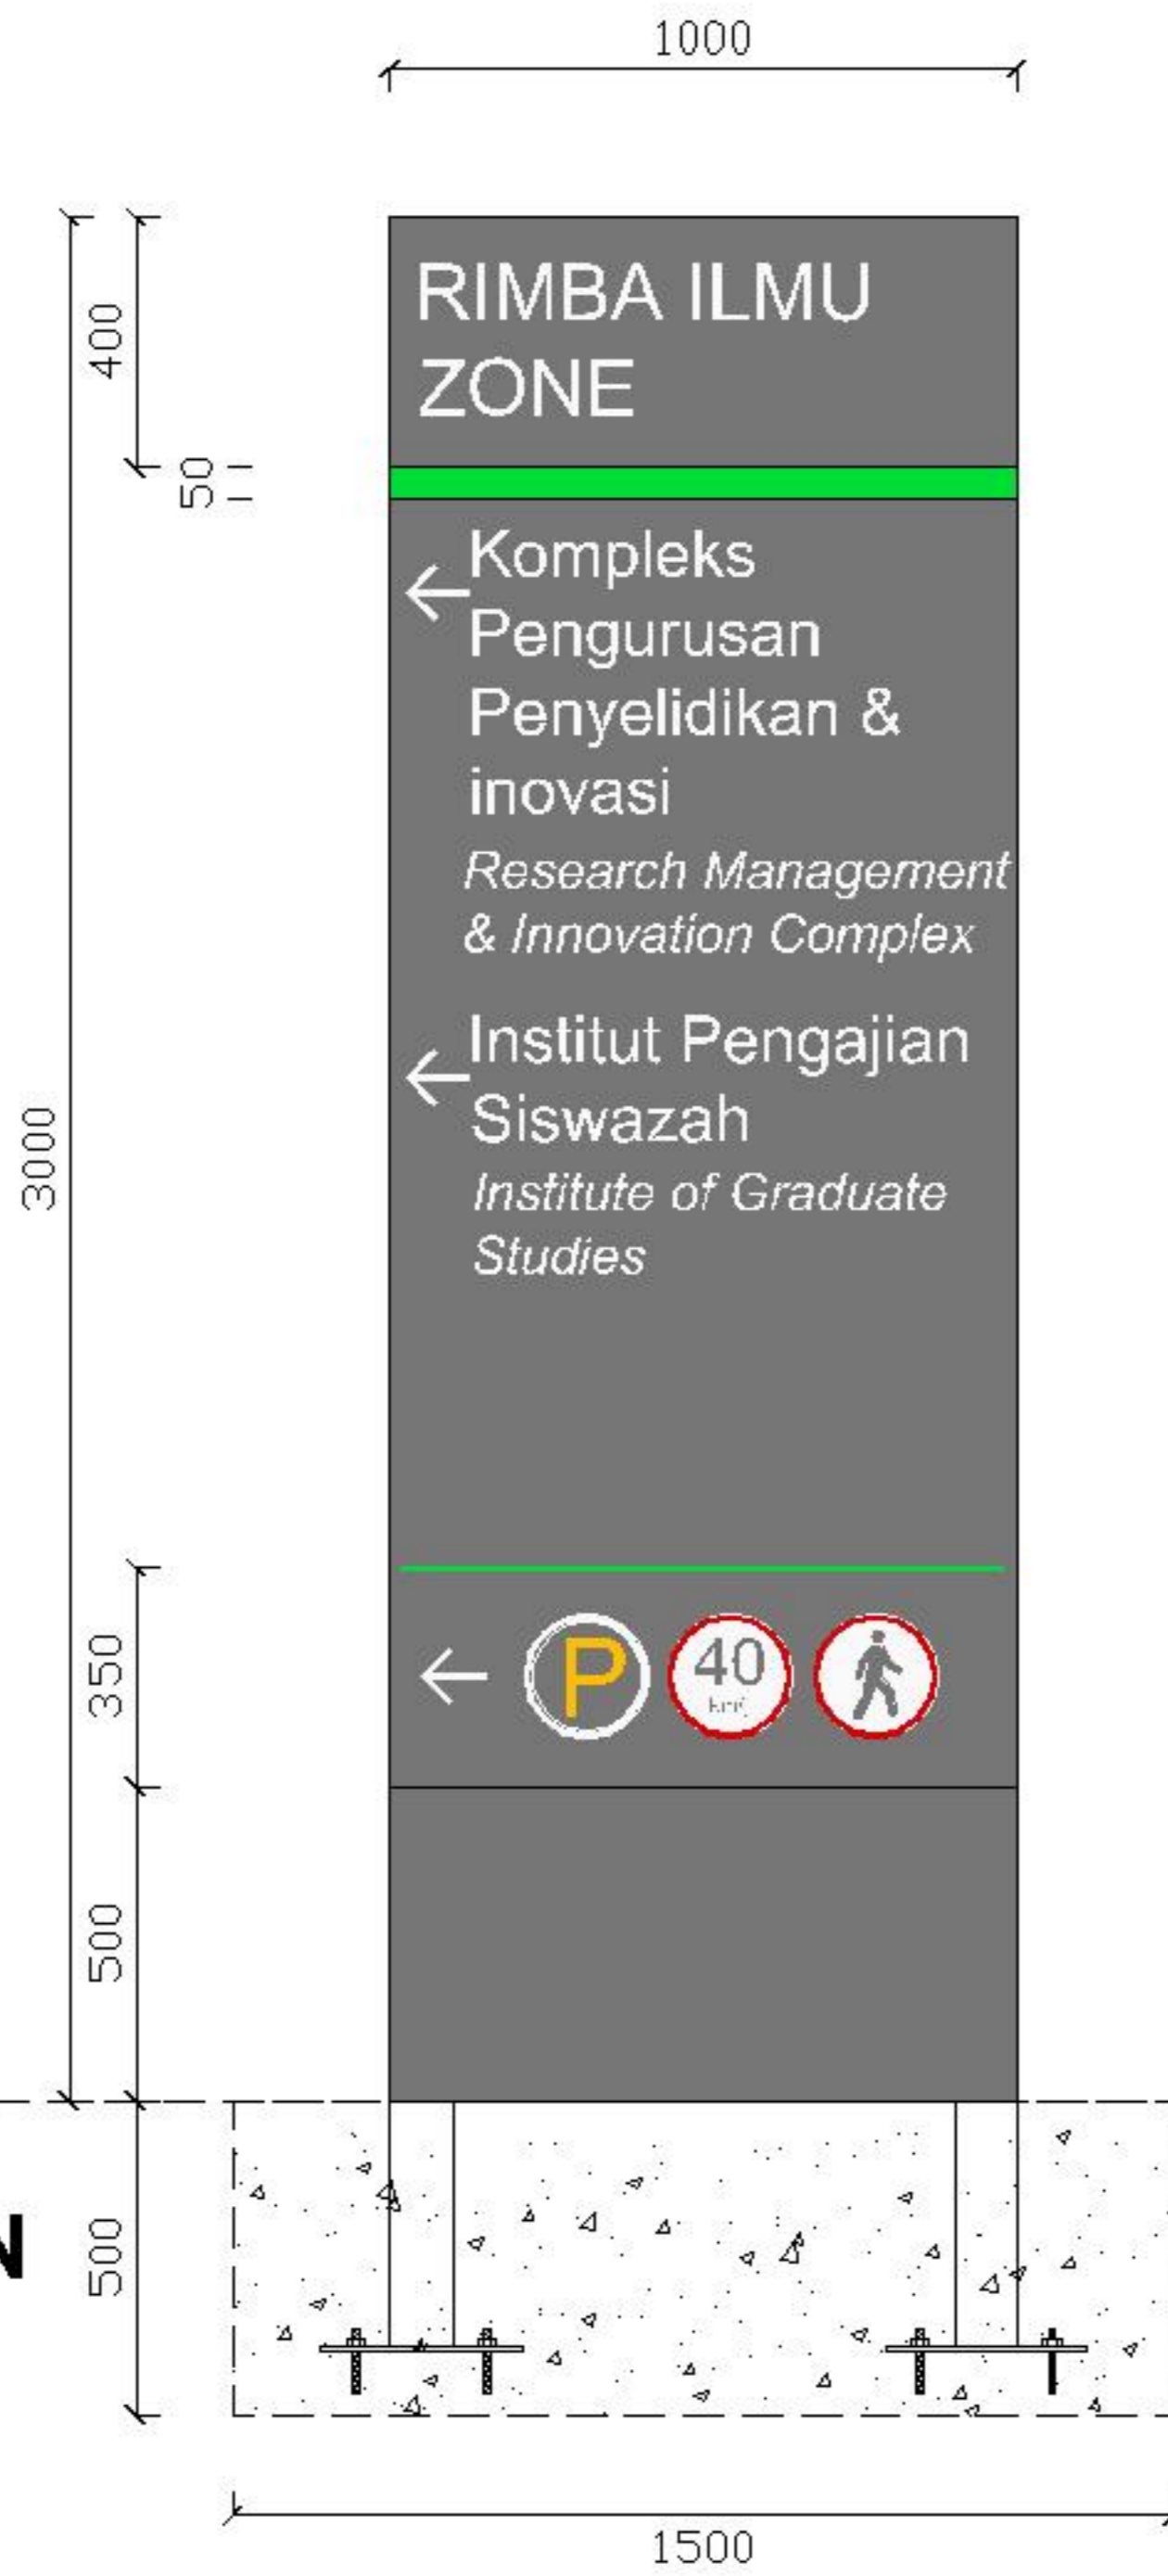 1000
400
50
3000
350
500
500
RIMBA ILMU
ZONE
Kompleks
Pengurusan
Penyelidikan &
inovasi
Research Management
& Innovation Complex
Institut Pengajian
Siswazah
Institute of Graduate
Studies
P
40
N
1500